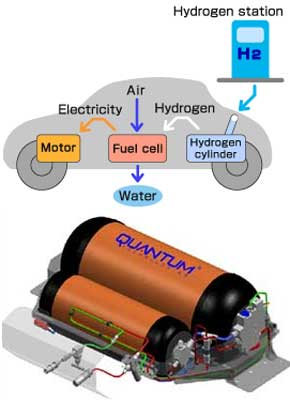 Hydrogen station
H2
Air
Electricity
Hydrogen
Motor
Fuel cell
Hydrogen
cylinder
Water
QUANTUM